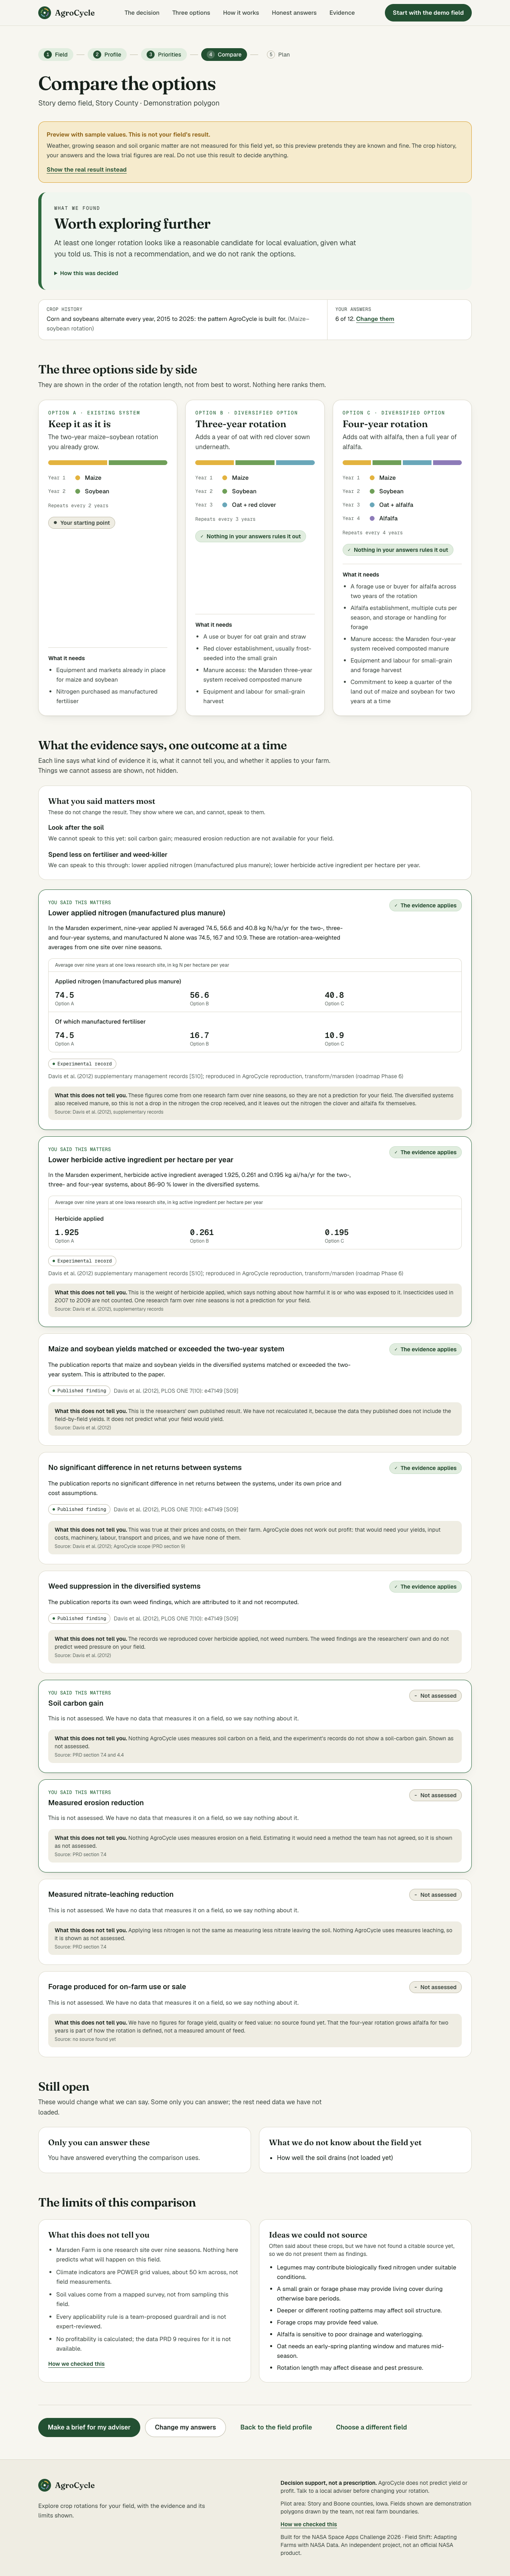 AgroCycle
The decision
Three options
How it works
Honest answers
Evidence
Start with the demo field
1 Field
2 Profile
3 Priorities
4 Compare
5 Plan
Compare the options
Story demo field, Story County · Demonstration polygon
Preview with sample values. This is not your field's result.
Weather, growing season and soil organic matter are not measured for this field yet, so this preview pretends they are known and fine. The crop history,
your answers and the Iowa trial figures are real. Do not use this result to decide anything.
Show the real result instead
WHAT WE FOUND
Worth exploring further
At least one longer rotation looks like a reasonable candidate for local evaluation, given what
you told us. This is not a recommendation, and we do not rank the options.
▸ How this was decided
CROP HISTORY
Corn and soybeans alternate every year, 2015 to 2025: the pattern AgroCycle is built for. (Maize–
soybean rotation)
YOUR ANSWERS
6 of 12. Change them
The three options side by side
They are shown in the order of the rotation length, not from best to worst. Nothing here ranks them.
OPTION A · EXISTING SYSTEM
Keep it as it is
The two-year maize–soybean rotation
you already grow.
Year 1 Maize
Year 2 Soybean
Repeats every 2 years
Your starting point
What it needs
• Equipment and markets already in place
for maize and soybean
• Nitrogen purchased as manufactured
fertiliser
OPTION B · DIVERSIFIED OPTION
Three-year rotation
Adds a year of oat with red clover sown
underneath.
Year 1 Maize
Year 2 Soybean
Year 3 Oat + red clover
Repeats every 3 years
✓ Nothing in your answers rules it out
What it needs
• A use or buyer for oat grain and straw
• Red clover establishment, usually frost-
seeded into the small grain
• Manure access: the Marsden three-year
system received composted manure
• Equipment and labour for small-grain
harvest
OPTION C · DIVERSIFIED OPTION
Four-year rotation
Adds oat with alfalfa, then a full year of
alfalfa.
Year 1 Maize
Year 2 Soybean
Year 3 Oat + alfalfa
Year 4 Alfalfa
Repeats every 4 years
✓ Nothing in your answers rules it out
What it needs
• A forage use or buyer for alfalfa across
two years of the rotation
• Alfalfa establishment, multiple cuts per
season, and storage or handling for
forage
• Manure access: the Marsden four-year
system received composted manure
• Equipment and labour for small-grain
and forage harvest
• Commitment to keep a quarter of the
land out of maize and soybean for two
years at a time
What the evidence says, one outcome at a time
Each line says what kind of evidence it is, what it cannot tell you, and whether it applies to your farm.
Things we cannot assess are shown, not hidden.
What you said matters most
These do not change the result. They show where we can, and cannot, speak to them.
Look after the soil
We cannot speak to this yet: soil carbon gain; measured erosion reduction are not available for your field.
Spend less on fertiliser and weed-killer
We can speak to this through: lower applied nitrogen (manufactured plus manure); lower herbicide active ingredient per hectare per year.
YOU SAID THIS MATTERS
Lower applied nitrogen (manufactured plus manure)
✓ The evidence applies
In the Marsden experiment, nine-year applied N averaged 74.5, 56.6 and 40.8 kg N/ha/yr for the two-, three-
and four-year systems, and manufactured N alone was 74.5, 16.7 and 10.9. These are rotation-area-weighted
averages from one site over nine seasons.
Average over nine years at one Iowa research site, in kg N per hectare per year
Applied nitrogen (manufactured plus manure)
74.5 56.6 40.8
Option A Option B Option C
Of which manufactured fertiliser
74.5 16.7 10.9
Option A Option B Option C
Experimental record
Davis et al. (2012) supplementary management records [S10]; reproduced in AgroCycle reproduction, transform/marsden (roadmap Phase 6)
What this does not tell you. These figures come from one research farm over nine seasons, so they are not a prediction for your field. The diversified systems
also received manure, so this is not a drop in the nitrogen the crop received, and it leaves out the nitrogen the clover and alfalfa fix themselves.
Source: Davis et al. (2012), supplementary records
YOU SAID THIS MATTERS
Lower herbicide active ingredient per hectare per year
✓ The evidence applies
In the Marsden experiment, herbicide active ingredient averaged 1.925, 0.261 and 0.195 kg ai/ha/yr for the two-,
three- and four-year systems, about 86-90 % lower in the diversified systems.
Average over nine years at one Iowa research site, in kg active ingredient per hectare per year
Herbicide applied
1.925 0.261 0.195
Option A Option B Option C
Experimental record
Davis et al. (2012) supplementary management records [S10]; reproduced in AgroCycle reproduction, transform/marsden (roadmap Phase 6)
What this does not tell you. This is the weight of herbicide applied, which says nothing about how harmful it is or who was exposed to it. Insecticides used in
2007 to 2009 are not counted. One research farm over nine seasons is not a prediction for your field.
Source: Davis et al. (2012), supplementary records
Maize and soybean yields matched or exceeded the two-year system
✓ The evidence applies
The publication reports that maize and soybean yields in the diversified systems matched or exceeded the two-
year system. This is attributed to the paper.
Published finding Davis et al. (2012), PLOS ONE 7(10): e47149 [S09]
What this does not tell you. This is the researchers' own published result. We have not recalculated it, because the data they published does not include the
field-by-field yields. It does not predict what your field would yield.
Source: Davis et al. (2012)
No significant difference in net returns between systems
✓ The evidence applies
The publication reports no significant difference in net returns between the systems, under its own price and
cost assumptions.
Published finding Davis et al. (2012), PLOS ONE 7(10): e47149 [S09]
What this does not tell you. This was true at their prices and costs, on their farm. AgroCycle does not work out profit: that would need your yields, input
costs, machinery, labour, transport and prices, and we have none of them.
Source: Davis et al. (2012); AgroCycle scope (PRD section 6)
Weed suppression in the diversified systems
✓ The evidence applies
The publication reports its own weed findings, which are attributed to it and not recomputed.
Published finding Davis et al. (2012), PLOS ONE 7(10): e47149 [S09]
What this does not tell you. The records we reproduced cover herbicide applied, not weed numbers. The weed findings are the researchers' own and do not
predict weed pressure on your field.
Source: Davis et al. (2012)
YOU SAID THIS MATTERS
Soil carbon gain
- Not assessed
This is not assessed. We have no data that measures it on a field, so we say nothing about it.
What this does not tell you. Nothing AgroCycle uses measures soil carbon on a field, and the experiment's records do not show a soil-carbon gain. Shown as
not assessed.
Source: PRD section 7.4 and 4.4
YOU SAID THIS MATTERS
Measured erosion reduction
- Not assessed
This is not assessed. We have no data that measures it on a field, so we say nothing about it.
What this does not tell you. Nothing AgroCycle uses measures erosion on a field. Estimating it would need a method the team has not agreed, so it is shown
as not assessed.
Source: PRD section 7.4
Measured nitrate-leaching reduction
- Not assessed
This is not assessed. We have no data that measures it on a field, so we say nothing about it.
What this does not tell you. Applying less nitrogen is not the same as measuring less nitrate leaving the soil. Nothing AgroCycle uses measures leaching, so
it is shown as not assessed.
Source: PRD section 7.4
Forage produced for on-farm use or sale
- Not assessed
This is not assessed. We have no data that measures it on a field, so we say nothing about it.
What this does not tell you. We have no figures for forage yield, quality or feed value: no source found yet. That the four-year rotation grows alfalfa for two
years is part of how the rotation is defined, not a measured amount of feed.
Source: no source found yet
Still open
These would change what we can say. Some only you can answer; the rest need data we have not
loaded.
Only you can answer these
You have answered everything the comparison uses.
What we do not know about the field yet
• How well the soil drains (not loaded yet)
The limits of this comparison
What this does not tell you
• Marsden Farm is one research site over nine seasons. Nothing here
predicts what will happen on this field.
• Climate indicators are POWER grid values, about 50 km across, not
field measurements.
• Soil values come from a mapped survey, not from sampling this
field.
• Every applicability rule is a team-proposed guardrail and is not
expert-reviewed.
• No profitability is calculated; the data PRD 9 requires for it is not
available.
How we checked this
Ideas we could not source
Often said about these crops, but we have not found a citable source yet,
so we do not present them as findings.
• Legumes may contribute biologically fixed nitrogen under suitable
conditions.
• A small grain or forage phase may provide living cover during
otherwise bare periods.
• Deeper or different rooting patterns may affect soil structure.
• Forage crops may provide feed value.
• Alfalfa is sensitive to poor drainage and waterlogging.
• Oat needs an early-spring planting window and matures mid-
season.
• Rotation length may affect disease and pest pressure.
Make a brief for my adviser
Change my answers
Back to the field profile
Choose a different field
AgroCycle
Explore crop rotations for your field, with the evidence and its
limits shown.
Decision support, not a prescription. AgroCycle does not predict yield or
profit. Talk to a local adviser before changing your rotation.
Pilot area: Story and Boone counties, Iowa. Fields shown are demonstration
polygons drawn by the team, not real farm boundaries.
How we checked this
Built for the NASA Space Apps Challenge 2026 · Field Shift: Adapting
Farms with NASA Data. An independent project, not an official NASA
product.